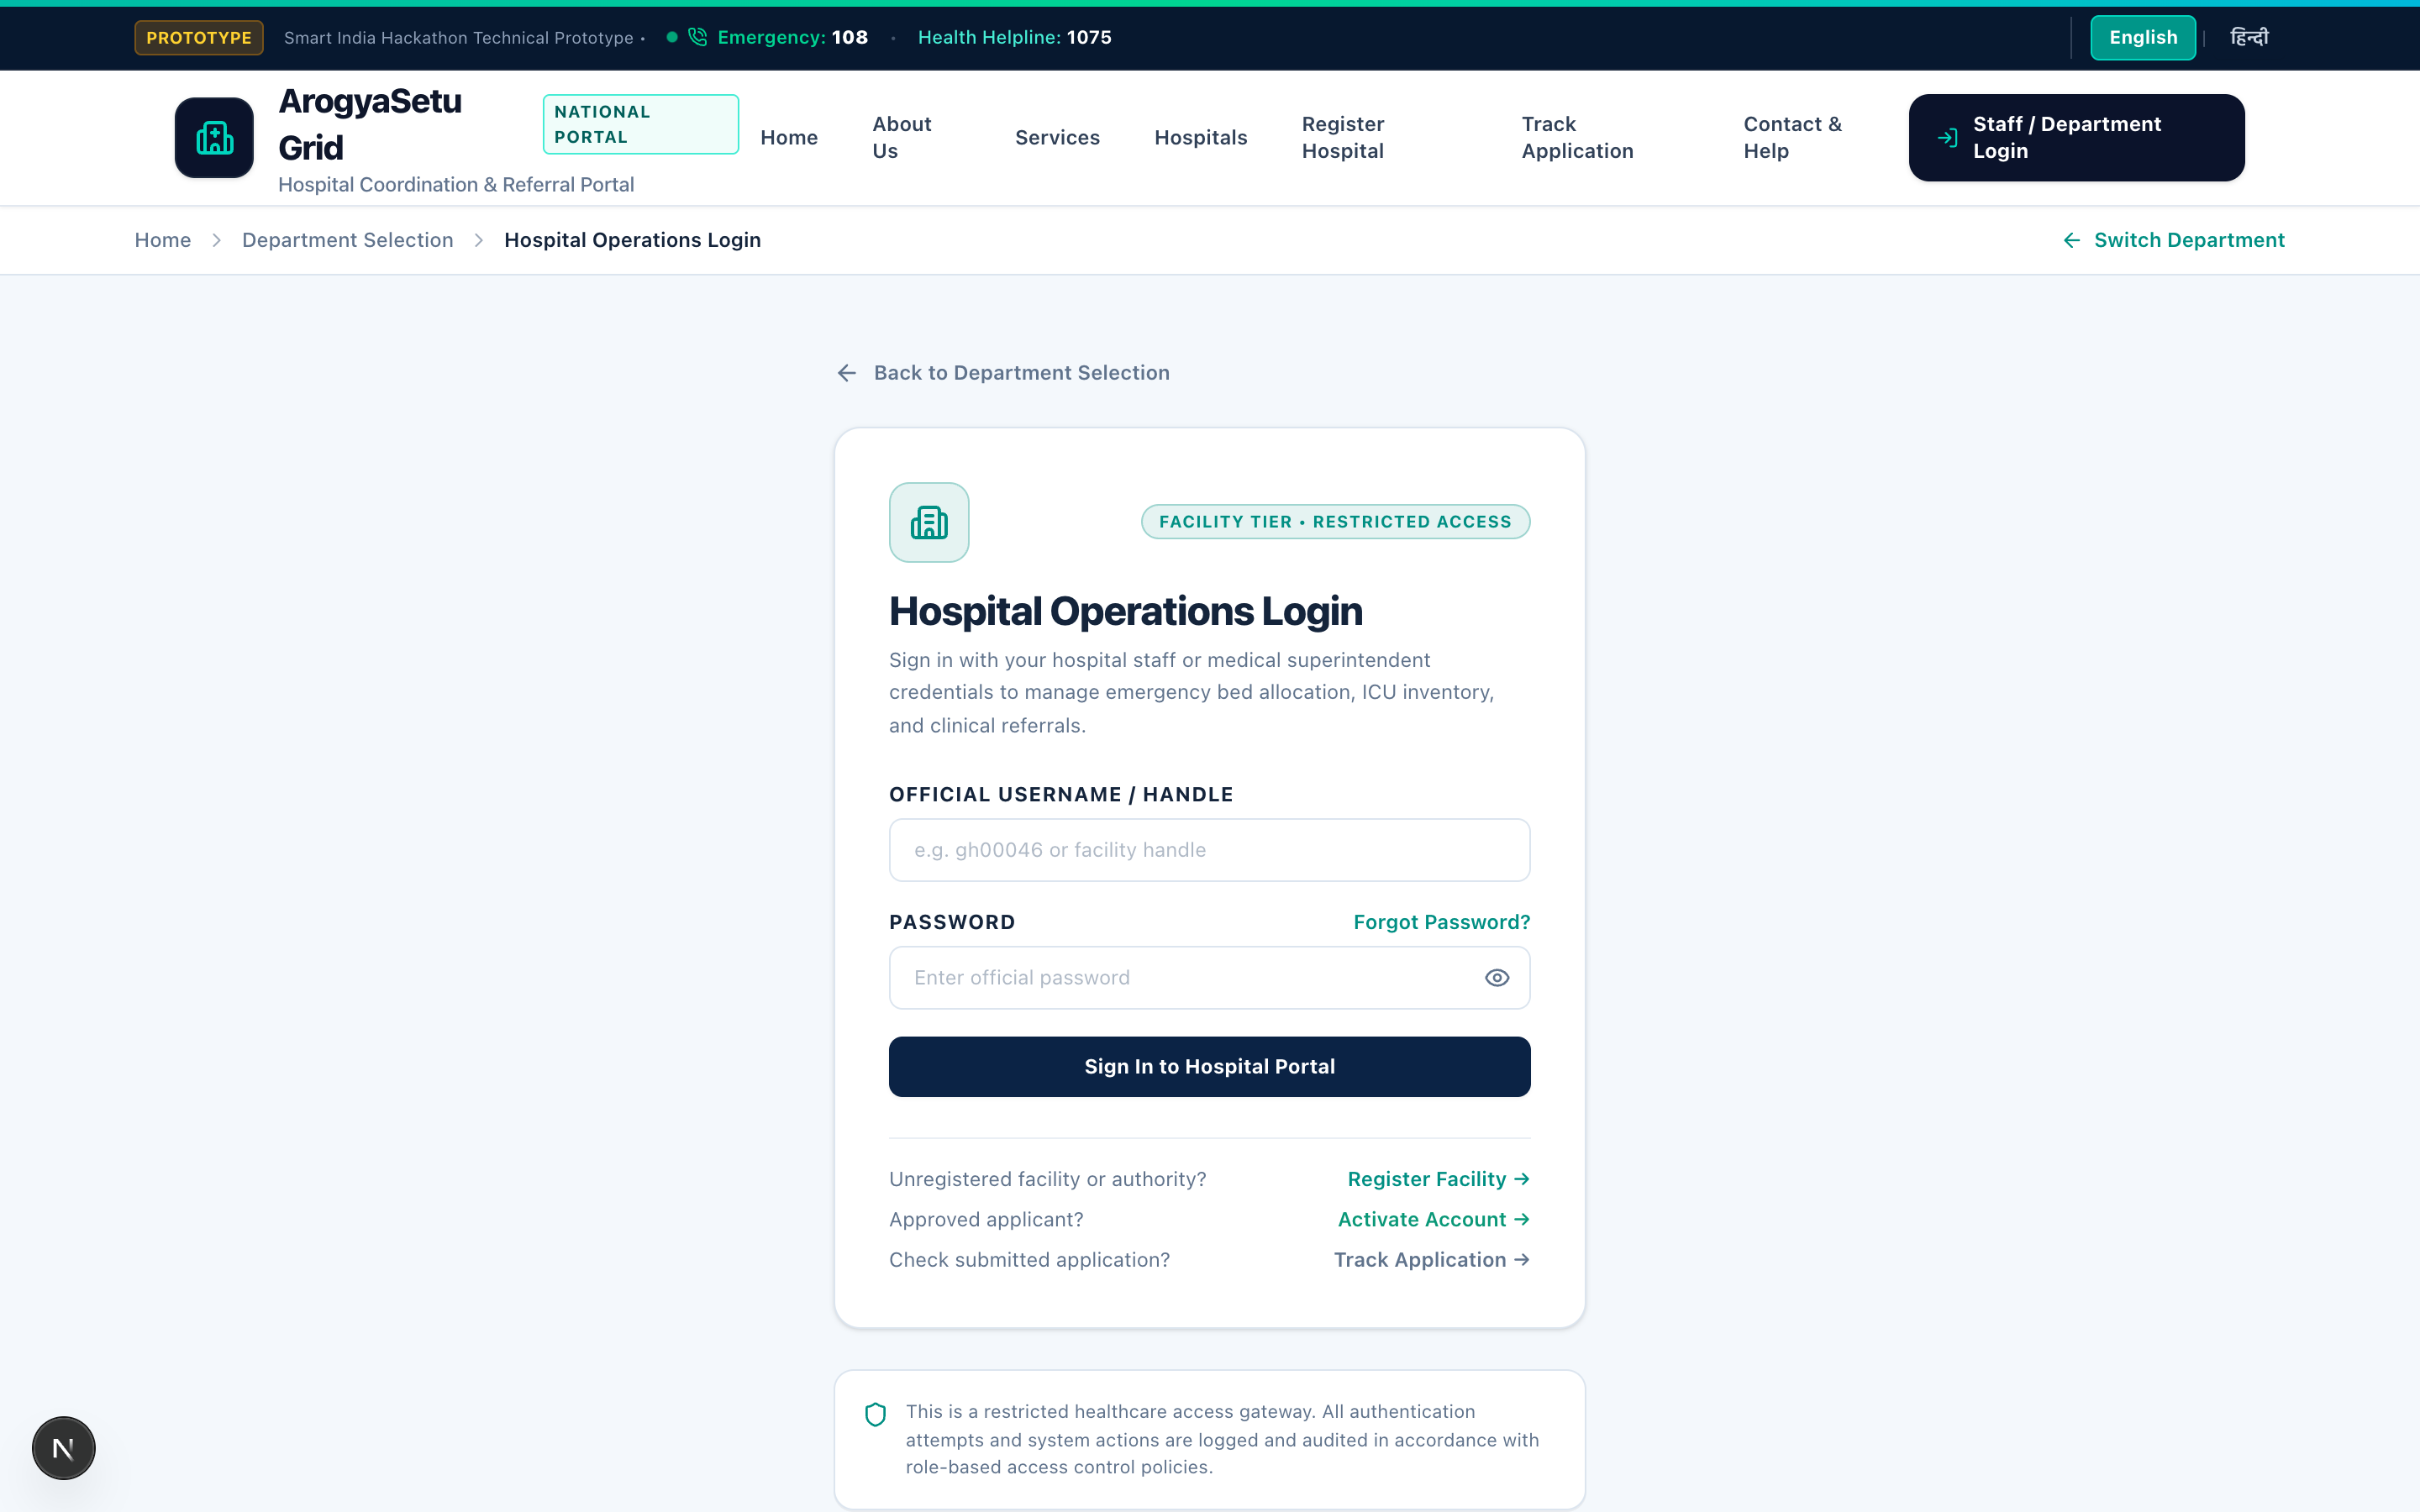 PROTOTYPE Smart India Hackathon Technical Prototype • Emergency: 108 • Health Helpline: 1075 English | हिन्दी
ArogyaSetu
Grid
NATIONAL
PORTAL
Hospital Coordination & Referral Portal
Home
About
Us
Services
Hospitals
Register
Hospital
Track
Application
Contact &
Help
Staff / Department
Login
Home > Department Selection > Hospital Operations Login
← Switch Department
← Back to Department Selection
FACILITY TIER • RESTRICTED ACCESS
Hospital Operations Login
Sign in with your hospital staff or medical superintendent
credentials to manage emergency bed allocation, ICU inventory,
and clinical referrals.
OFFICIAL USERNAME / HANDLE
e.g. gh00046 or facility handle
PASSWORD Forgot Password?
Enter official password
Sign In to Hospital Portal
Unregistered facility or authority? Register Facility →
Approved applicant? Activate Account →
Check submitted application? Track Application →
This is a restricted healthcare access gateway. All authentication
attempts and system actions are logged and audited in accordance with
role-based access control policies.
N